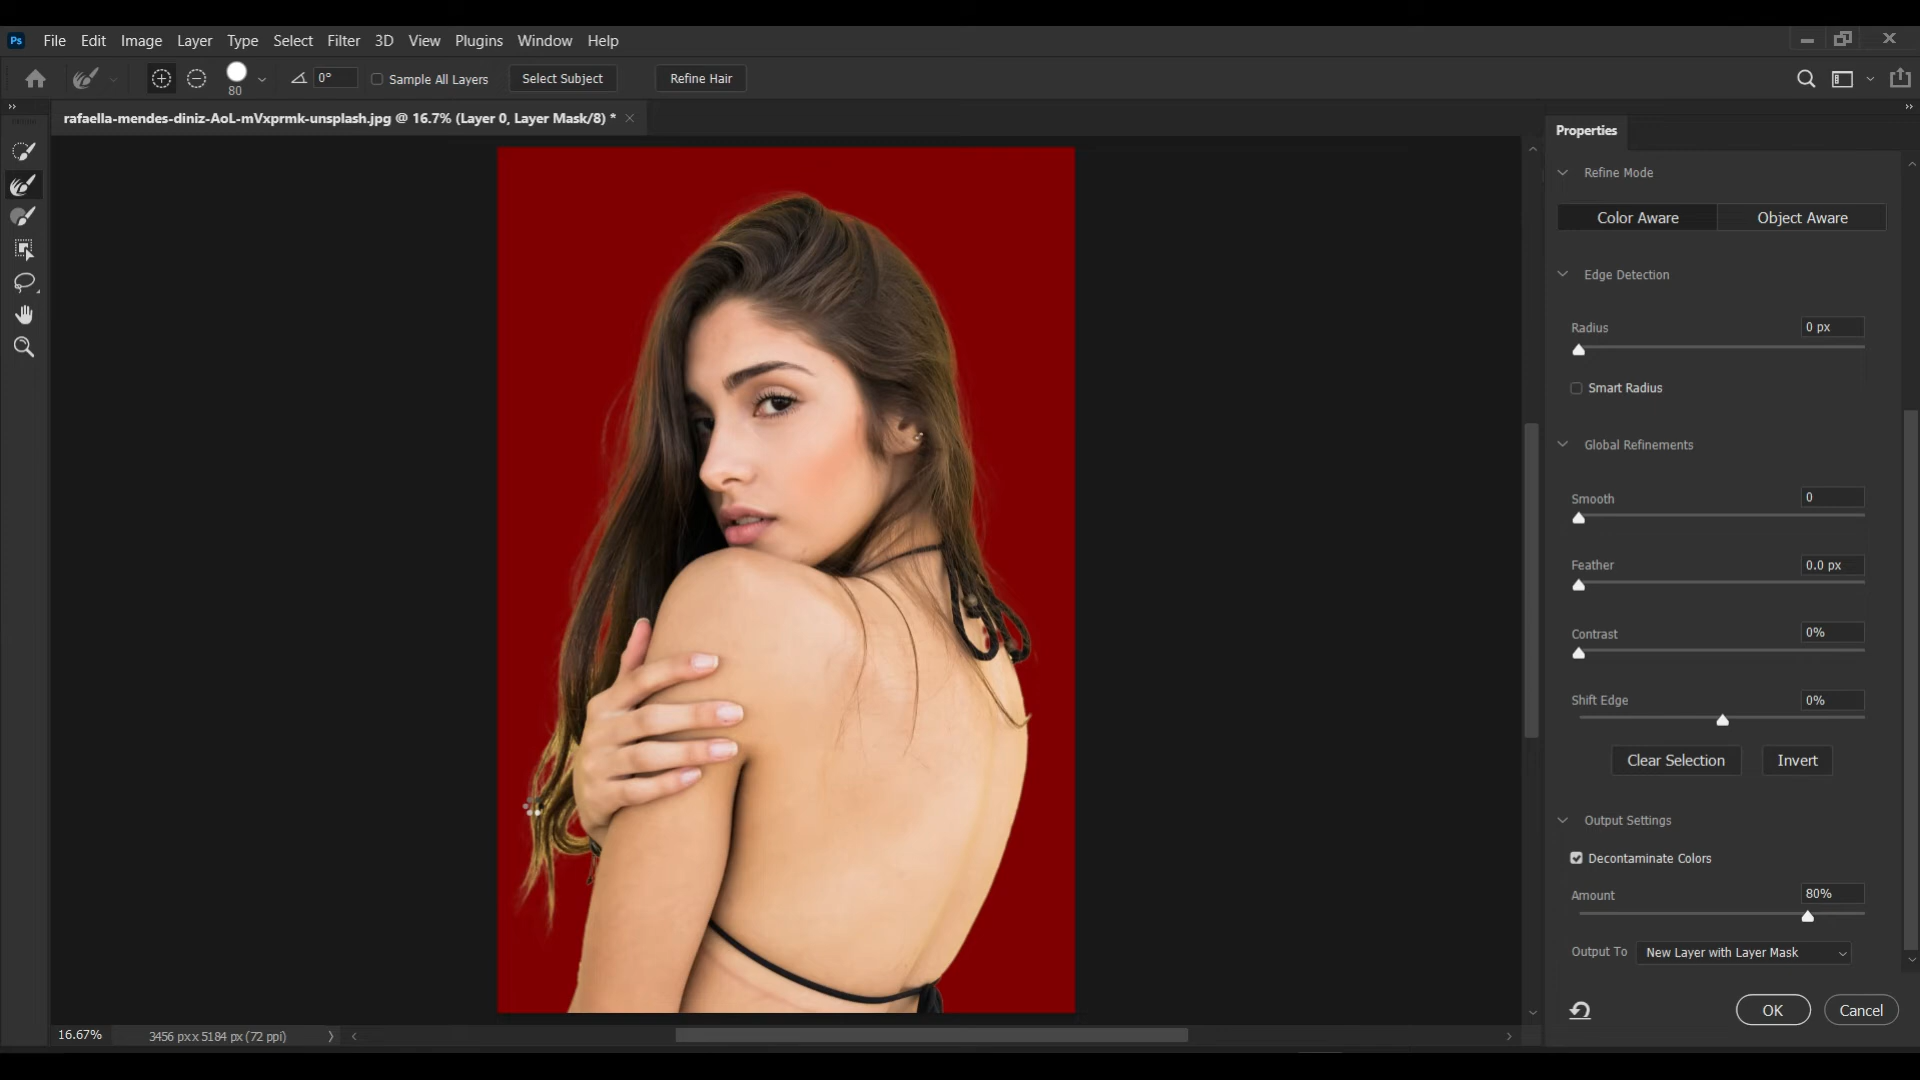 Ps File Edit Image Layer Type Select Filter 3D View Plugins Window Help
80 0° Sample All Layers Select Subject Refine Hair
rafaella-mendes-diniz-AoL-mVxprmk-unsplash.jpg @ 16.7% (Layer 0, Layer Mask/8) *
Properties
Refine Mode
Color Aware Object Aware
Edge Detection
Radius 0 px
Smart Radius
Global Refinements
Smooth 0
Feather 0.0 px
Contrast 0%
Shift Edge 0%
Clear Selection Invert
Output Settings
Decontaminate Colors
Amount 80%
Output To New Layer with Layer Mask
OK Cancel
16.67% 3456 px x 5184 px (72 ppi)